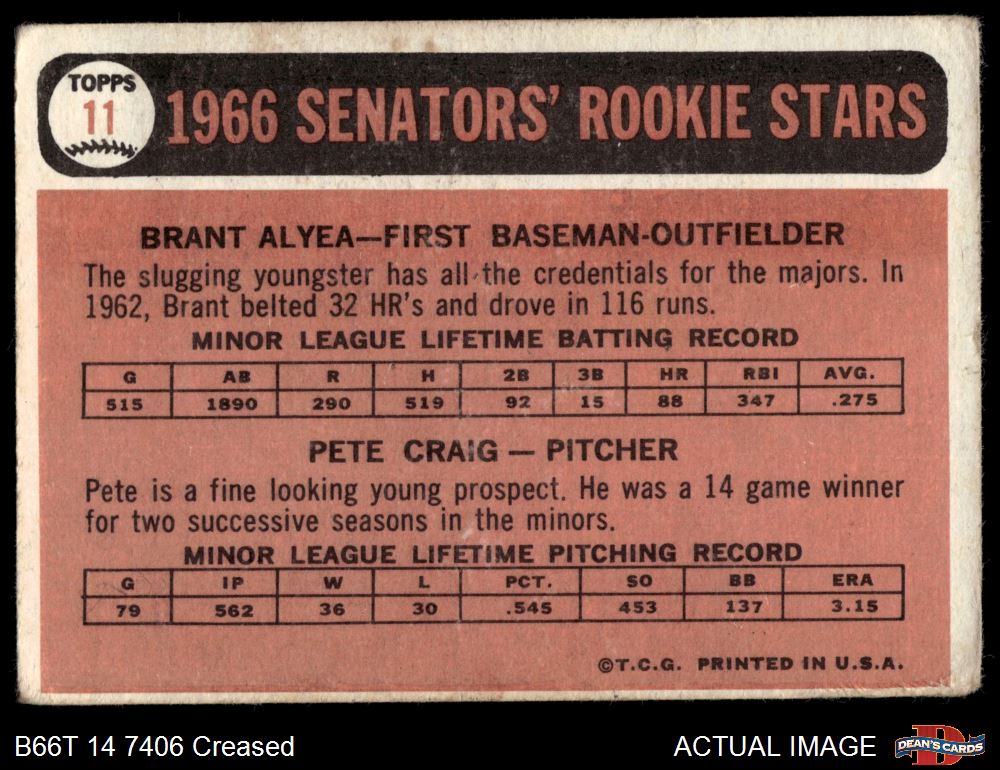 TOPPS
11
1966 SENATORS' ROOKIE STARS
BRANT ALYEA—FIRST BASEMAN-OUTFIELDER
The slugging youngster has all the credentials for the majors. In
1962, Brant belted 32 HR's and drove in 116 runs.
MINOR LEAGUE LIFETIME BATTING RECORD
G AB R H 2B 3B HR RBI AVG.
515 1890 290 519 92 15 88 347 .275
PETE CRAIG — PITCHER
Pete is a fine looking young prospect. He was a 14 game winner
for two successive seasons in the minors.
MINOR LEAGUE LIFETIME PITCHING RECORD
G IP W L PCT. SO BB ERA
79 562 36 30 .545 453 137 3.15
©T.C.G. PRINTED IN U.S.A.
B66T 14 7406 Creased
ACTUAL IMAGE
D
DEAN'S CARDS